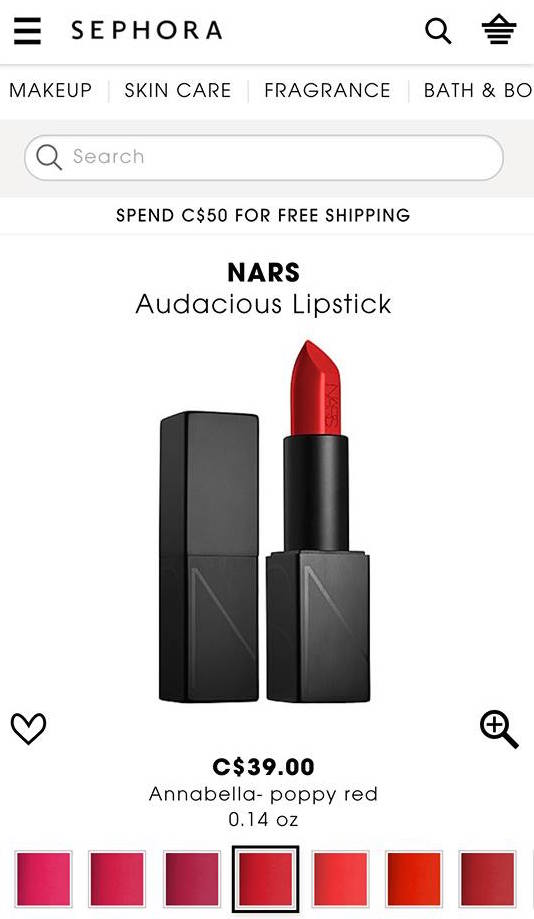 SEPHORA
MAKEUP SKIN CARE FRAGRANCE BATH & BO
Search
SPEND C$50 FOR FREE SHIPPING
NARS
Audacious Lipstick
NARS
C$39.00
Annabella- poppy red
0.14 oz